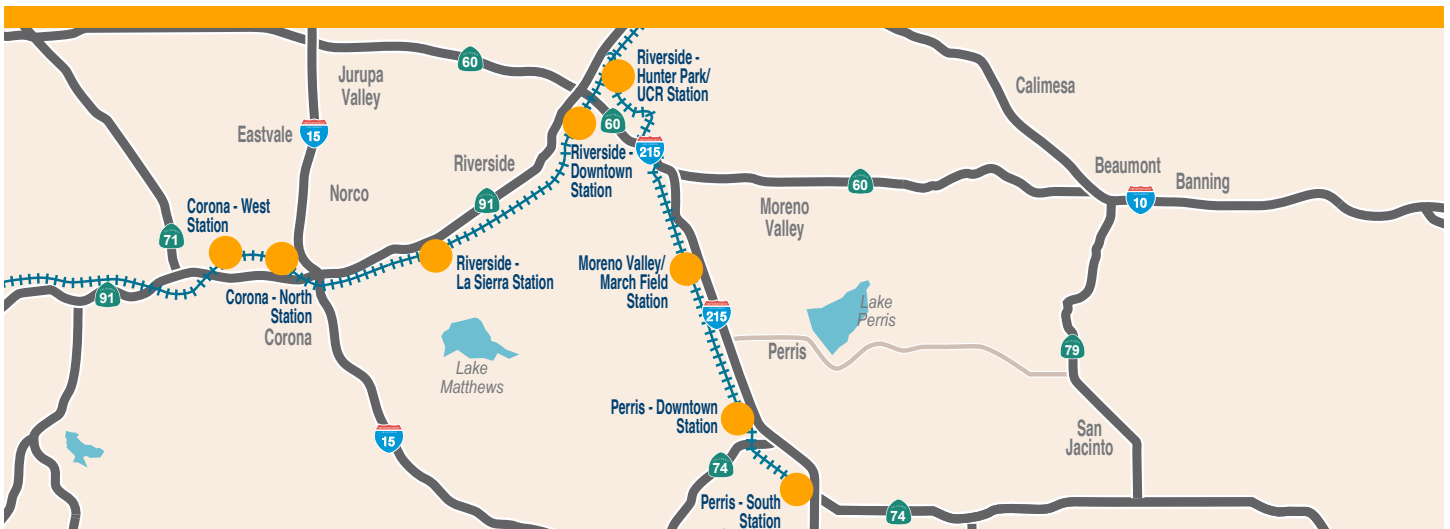 60
Riverside -
Hunter Park/
UCR Station
Jurupa
Valley
Calimesa
Eastvale
15
60
215
Riverside
Riverside -
Downtown
Station
Beaumont
Banning
60
10
Norco
91
Corona - West
Station
Moreno
Valley
71
Riverside -
La Sierra Station
Moreno Valley/
March Field
Station
91
Corona - North
Station
Corona
Lake
Perris
215
Lake
Matthews
Perris
79
Perris - Downtown
Station
San
Jacinto
15
74
Perris - South
Station
74